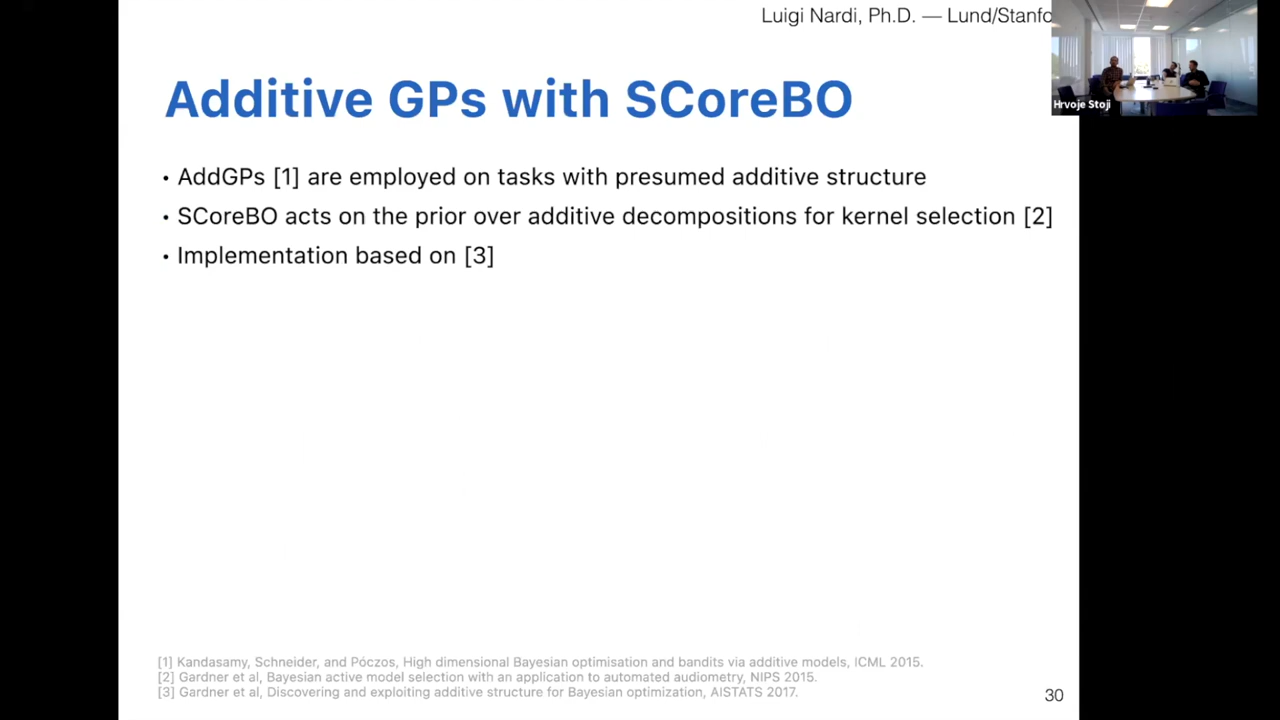 Luigi Nardi, Ph.D. — Lund/Stanfo
Hrvoje Stoji
Additive GPs with SCoreBO
• AddGPs [1] are employed on tasks with presumed additive structure
• SCoreBO acts on the prior over additive decompositions for kernel selection [2]
• Implementation based on [3]
[1] Kandasamy, Schneider, and Póczos, High dimensional Bayesian optimisation and bandits via additive models, ICML 2015.
[2] Gardner et al, Bayesian active model selection with an application to automated audiometry, NIPS 2015.
[3] Gardner et al, Discovering and exploiting additive structure for Bayesian optimization, AISTATS 2017.
30